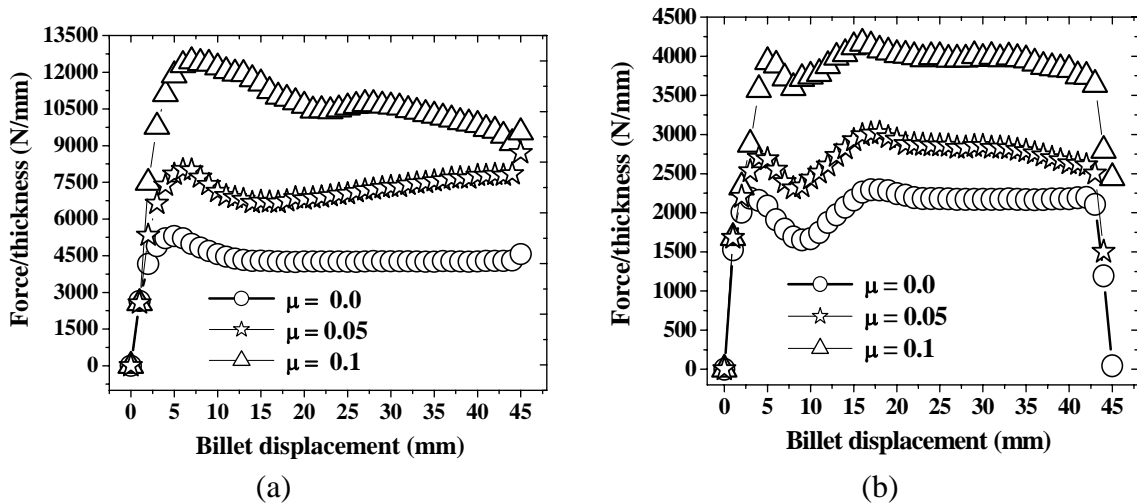 Force/thickness (N/mm)
13500
12000
10500
9000
7500
6000
4500
3000
1500
0
μ = 0.0
μ = 0.05
μ = 0.1
0 5 10 15 20 25 30 35 40 45
Billet displacement (mm)
(a)
Force/thickness (N/mm)
4500
4000
3500
3000
2500
2000
1500
1000
500
0
μ = 0.0
μ = 0.05
μ = 0.1
0 5 10 15 20 25 30 35 40 45
Billet displacement (mm)
(b)